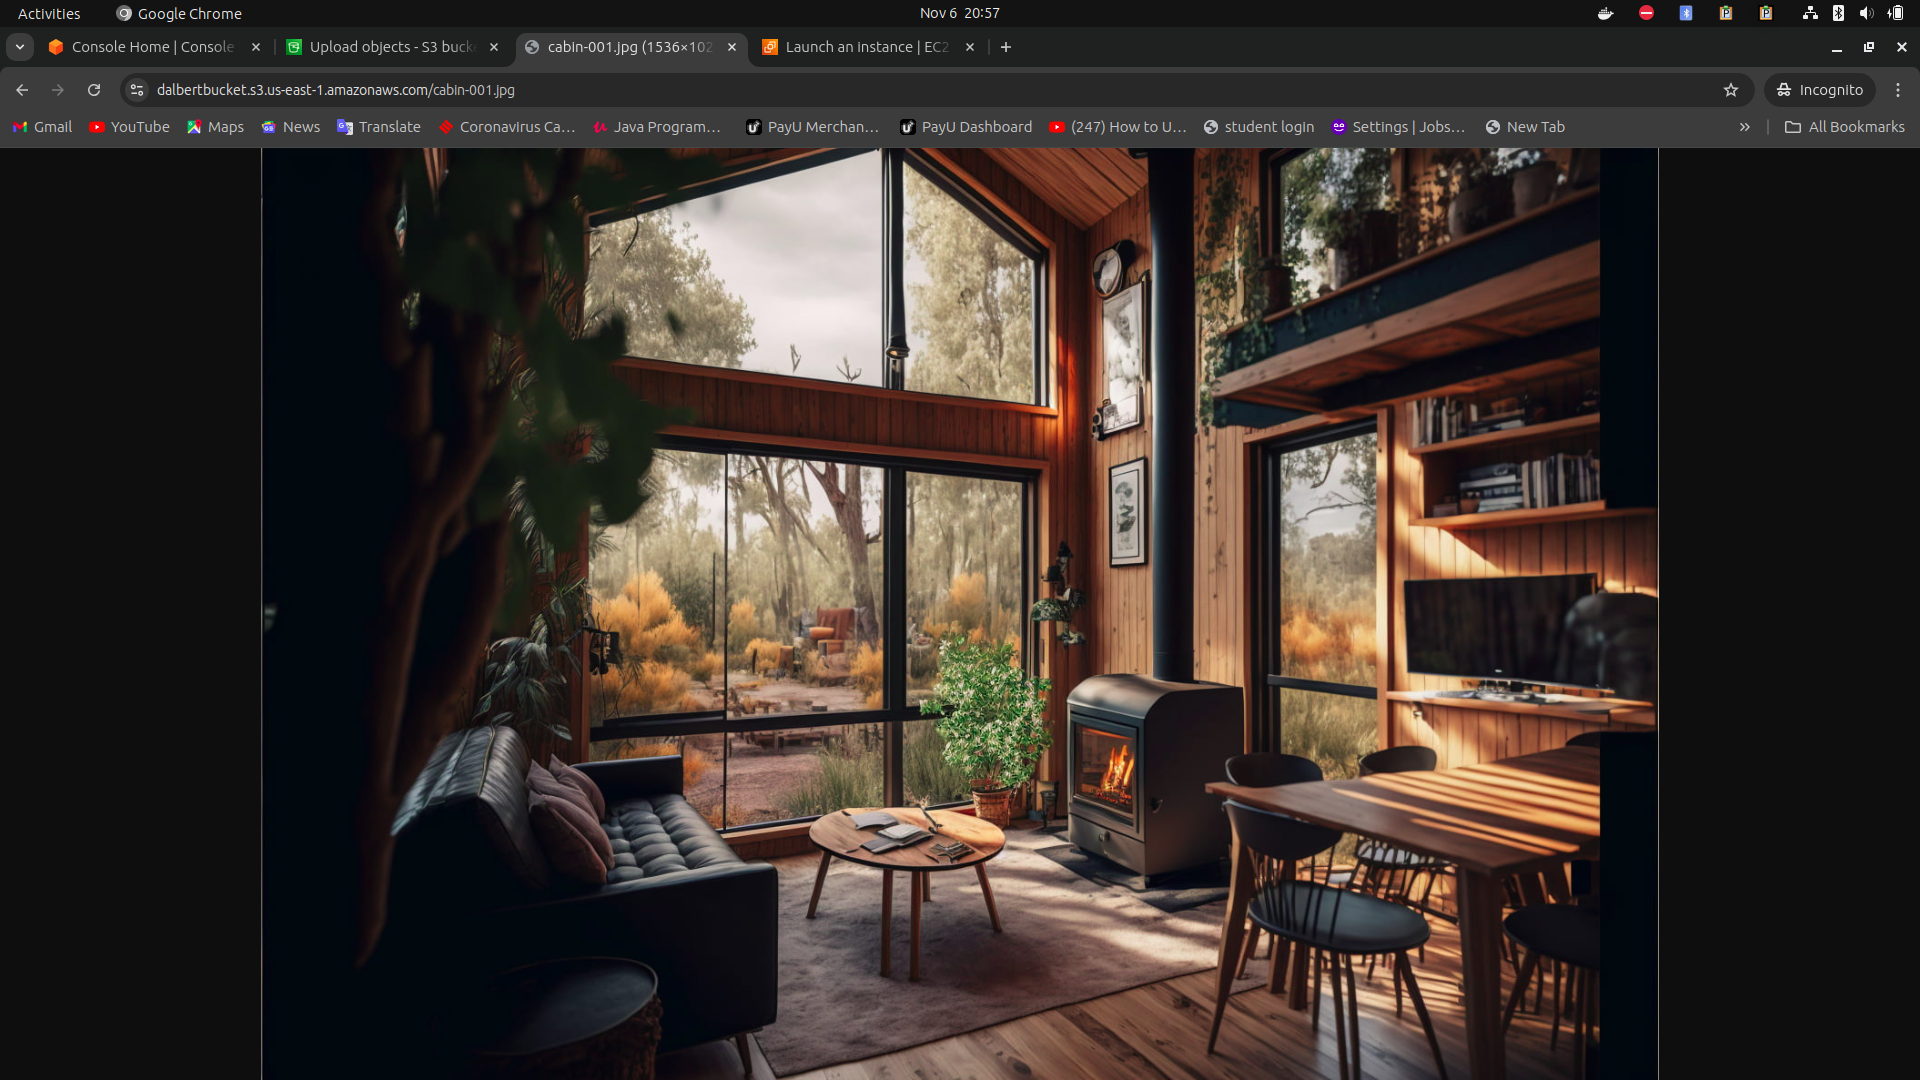 Activities
Google Chrome
Nov 6 20:57
Console Home | Console
Upload objects - S3 buck
cabin-001.jpg (1536×102
Launch an instance | EC2
dalbertbucket.s3.us-east-1.amazonaws.com/cabin-001.jpg
Incognito
Gmail
YouTube
Maps
News
Translate
Coronavirus Ca...
Java Program...
PayU Merchan...
PayU Dashboard
(247) How to U...
student login
Settings | Jobs...
New Tab
All Bookmarks